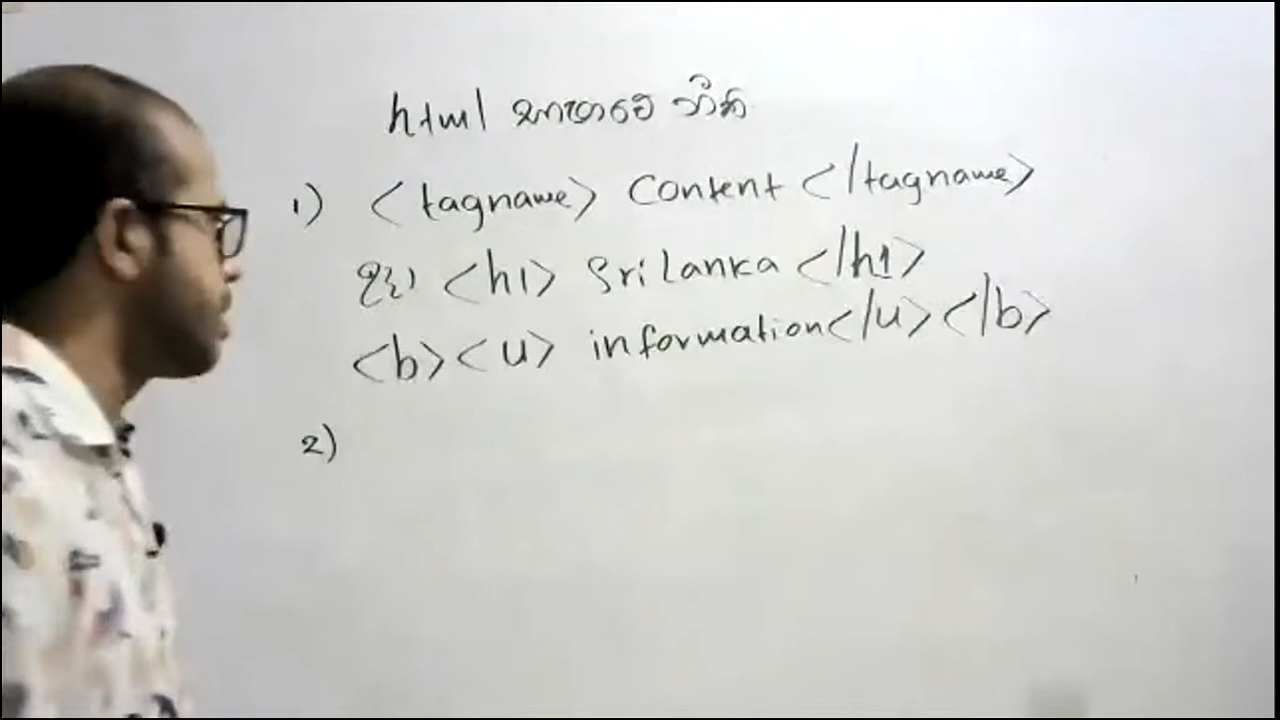 html
1) <tagname> Content </tagname>
උදා <h1> Sri Lanka </h1>
<b><u> information</u></b>
2)